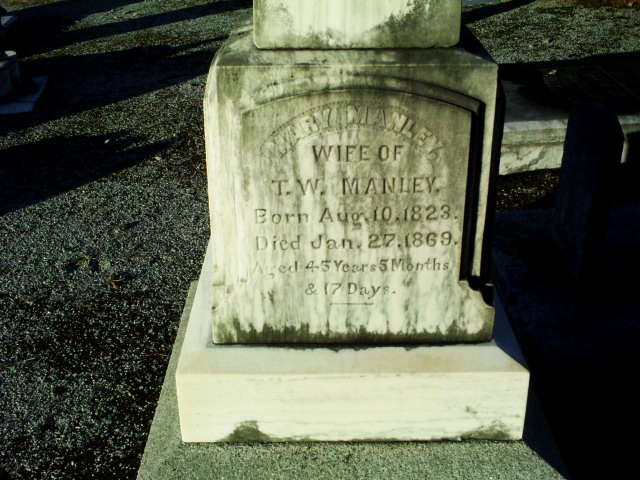 MARY MANLEY,
WIFE OF
T. W. MANLEY.
Born Aug. 10. 1823.
Died Jan. 27. 1869.
Aged 45 Years 5 Months
& 17 Days.